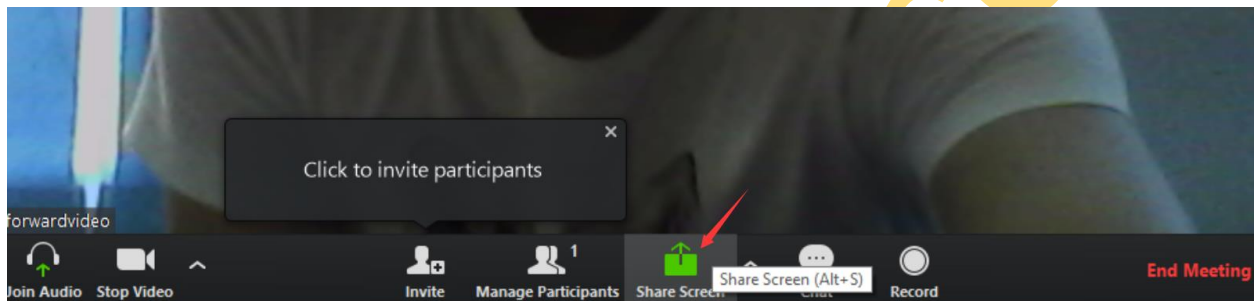 Click to invite participants
forwardvideo
1
Share Screen (Alt+S)
Join Audio Stop Video Invite Manage Participants Share Screen Chat Record
End Meeting